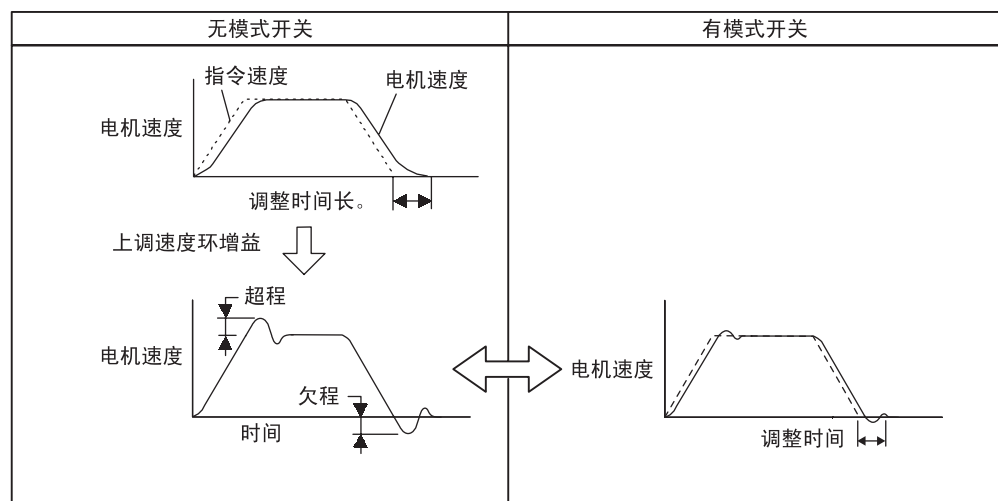 无模式开关
有模式开关
指令速度
电机速度
电机速度
调整时间长。
上调速度环增益
超程
电机速度
欠程
时间
电机速度
调整时间